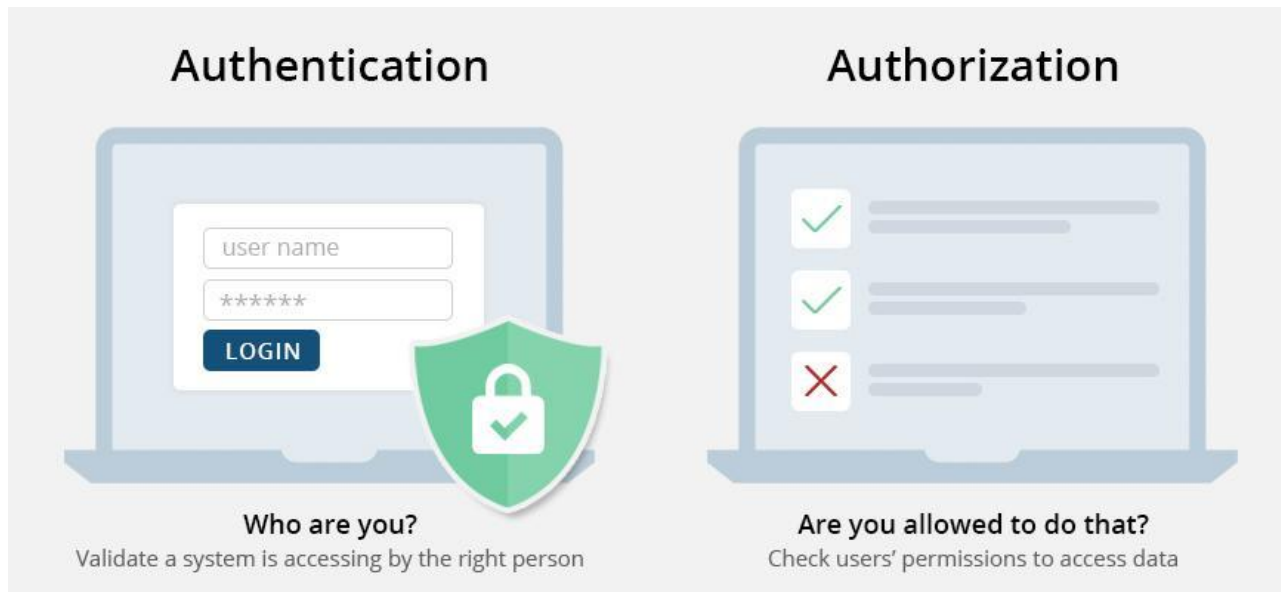 Authentication
user name
******
LOGIN
Who are you?
Validate a system is accessing by the right person
Authorization
Are you allowed to do that?
Check users’ permissions to access data